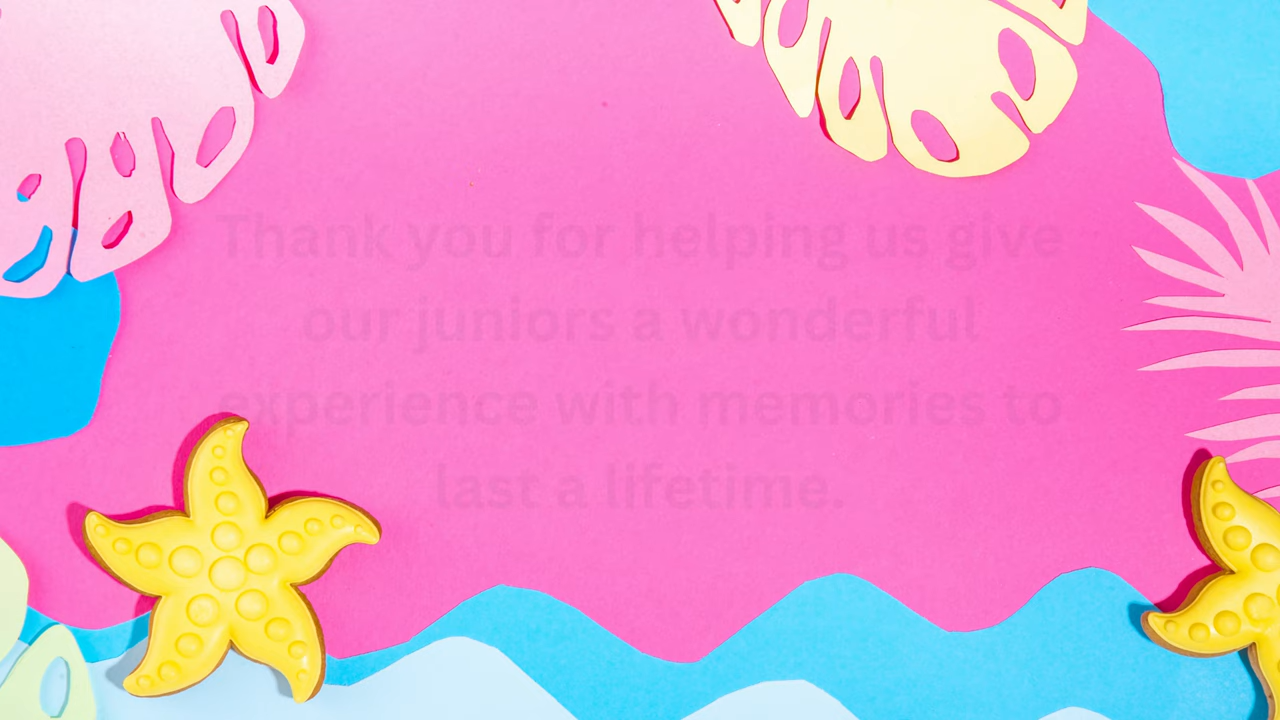 Thank you for helping us give
our juniors a wonderful
experience with memories to
last a lifetime.